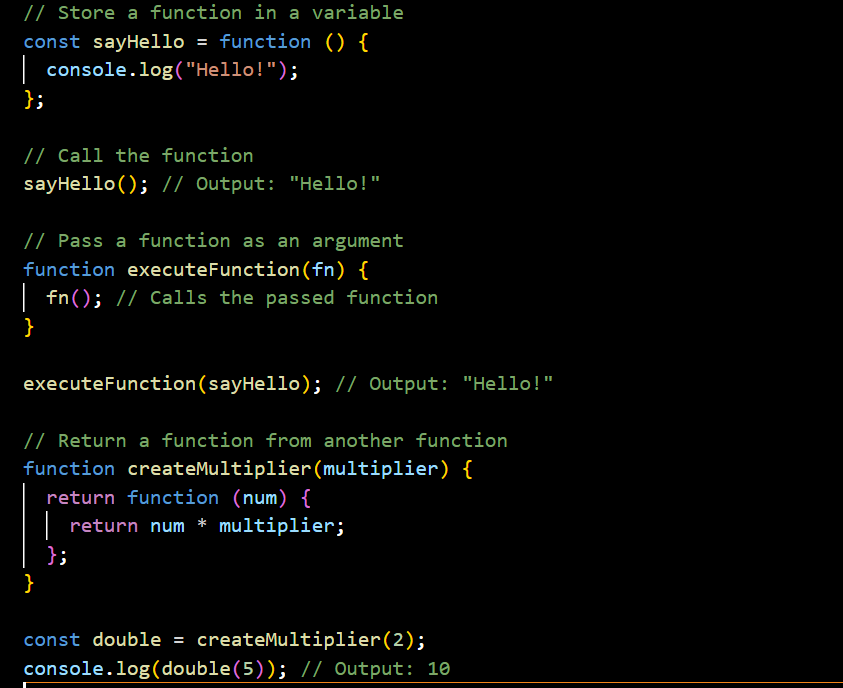 // Store a function in a variable
const sayHello = function () {
  console.log("Hello!");
};

// Call the function
sayHello(); // Output: "Hello!"

// Pass a function as an argument
function executeFunction(fn) {
  fn(); // Calls the passed function
}

executeFunction(sayHello); // Output: "Hello!"

// Return a function from another function
function createMultiplier(multiplier) {
  return function (num) {
    return num * multiplier;
  };
}

const double = createMultiplier(2);
console.log(double(5)); // Output: 10